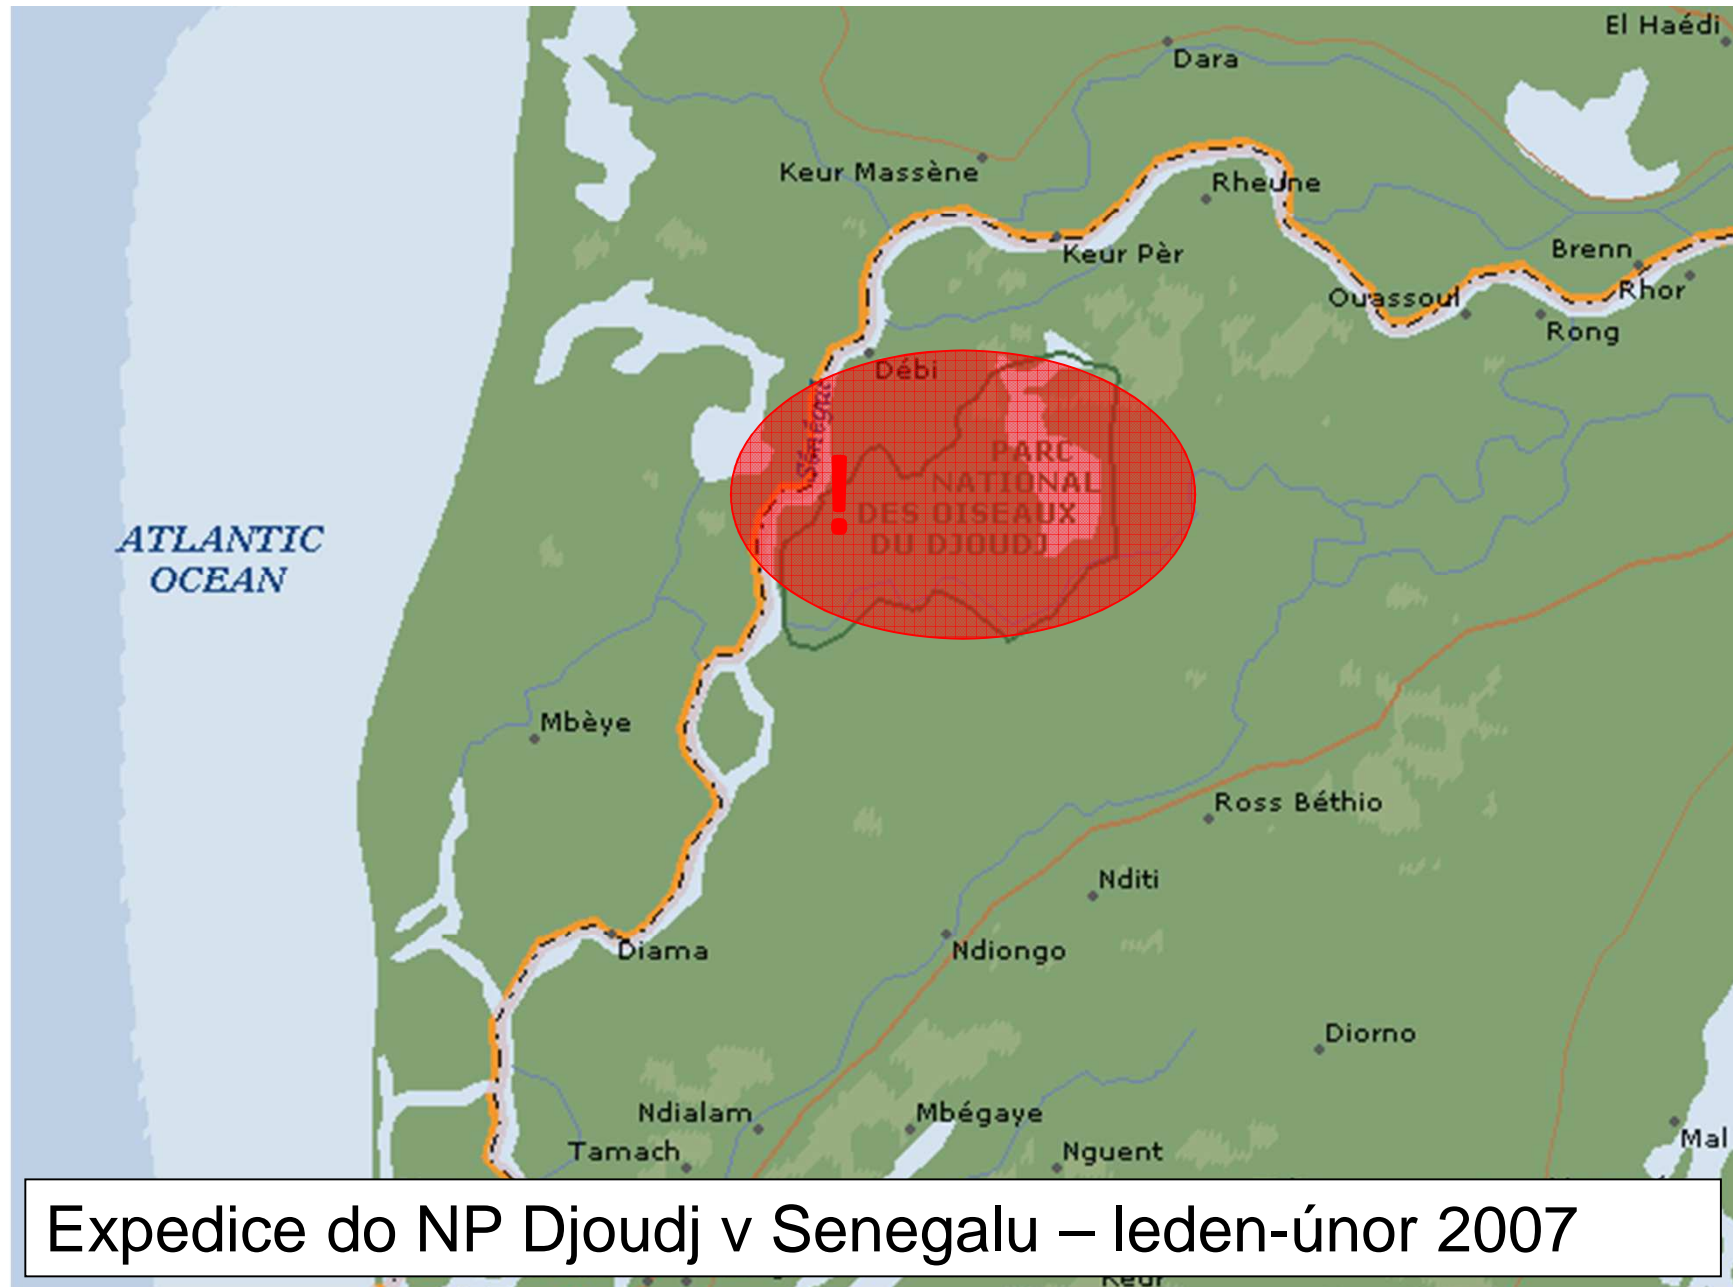 El Haédi
Dara
Keur Massène
Rheune
Keur Pèr
Brenn
Ouassoul
Rhor
Rong
Débi
Sénégal
PARC
NATIONAL
DES OISEAUX
DU DJOUDJ
!
ATLANTIC
OCEAN
Mbèye
Ross Béthio
Nditi
Diama
Ndiongo
Diorno
Ndialam
Mbégaye
Tamach
Nguent
Mal
Expedice do NP Djoudj v Senegalu – leden-únor 2007
Keur